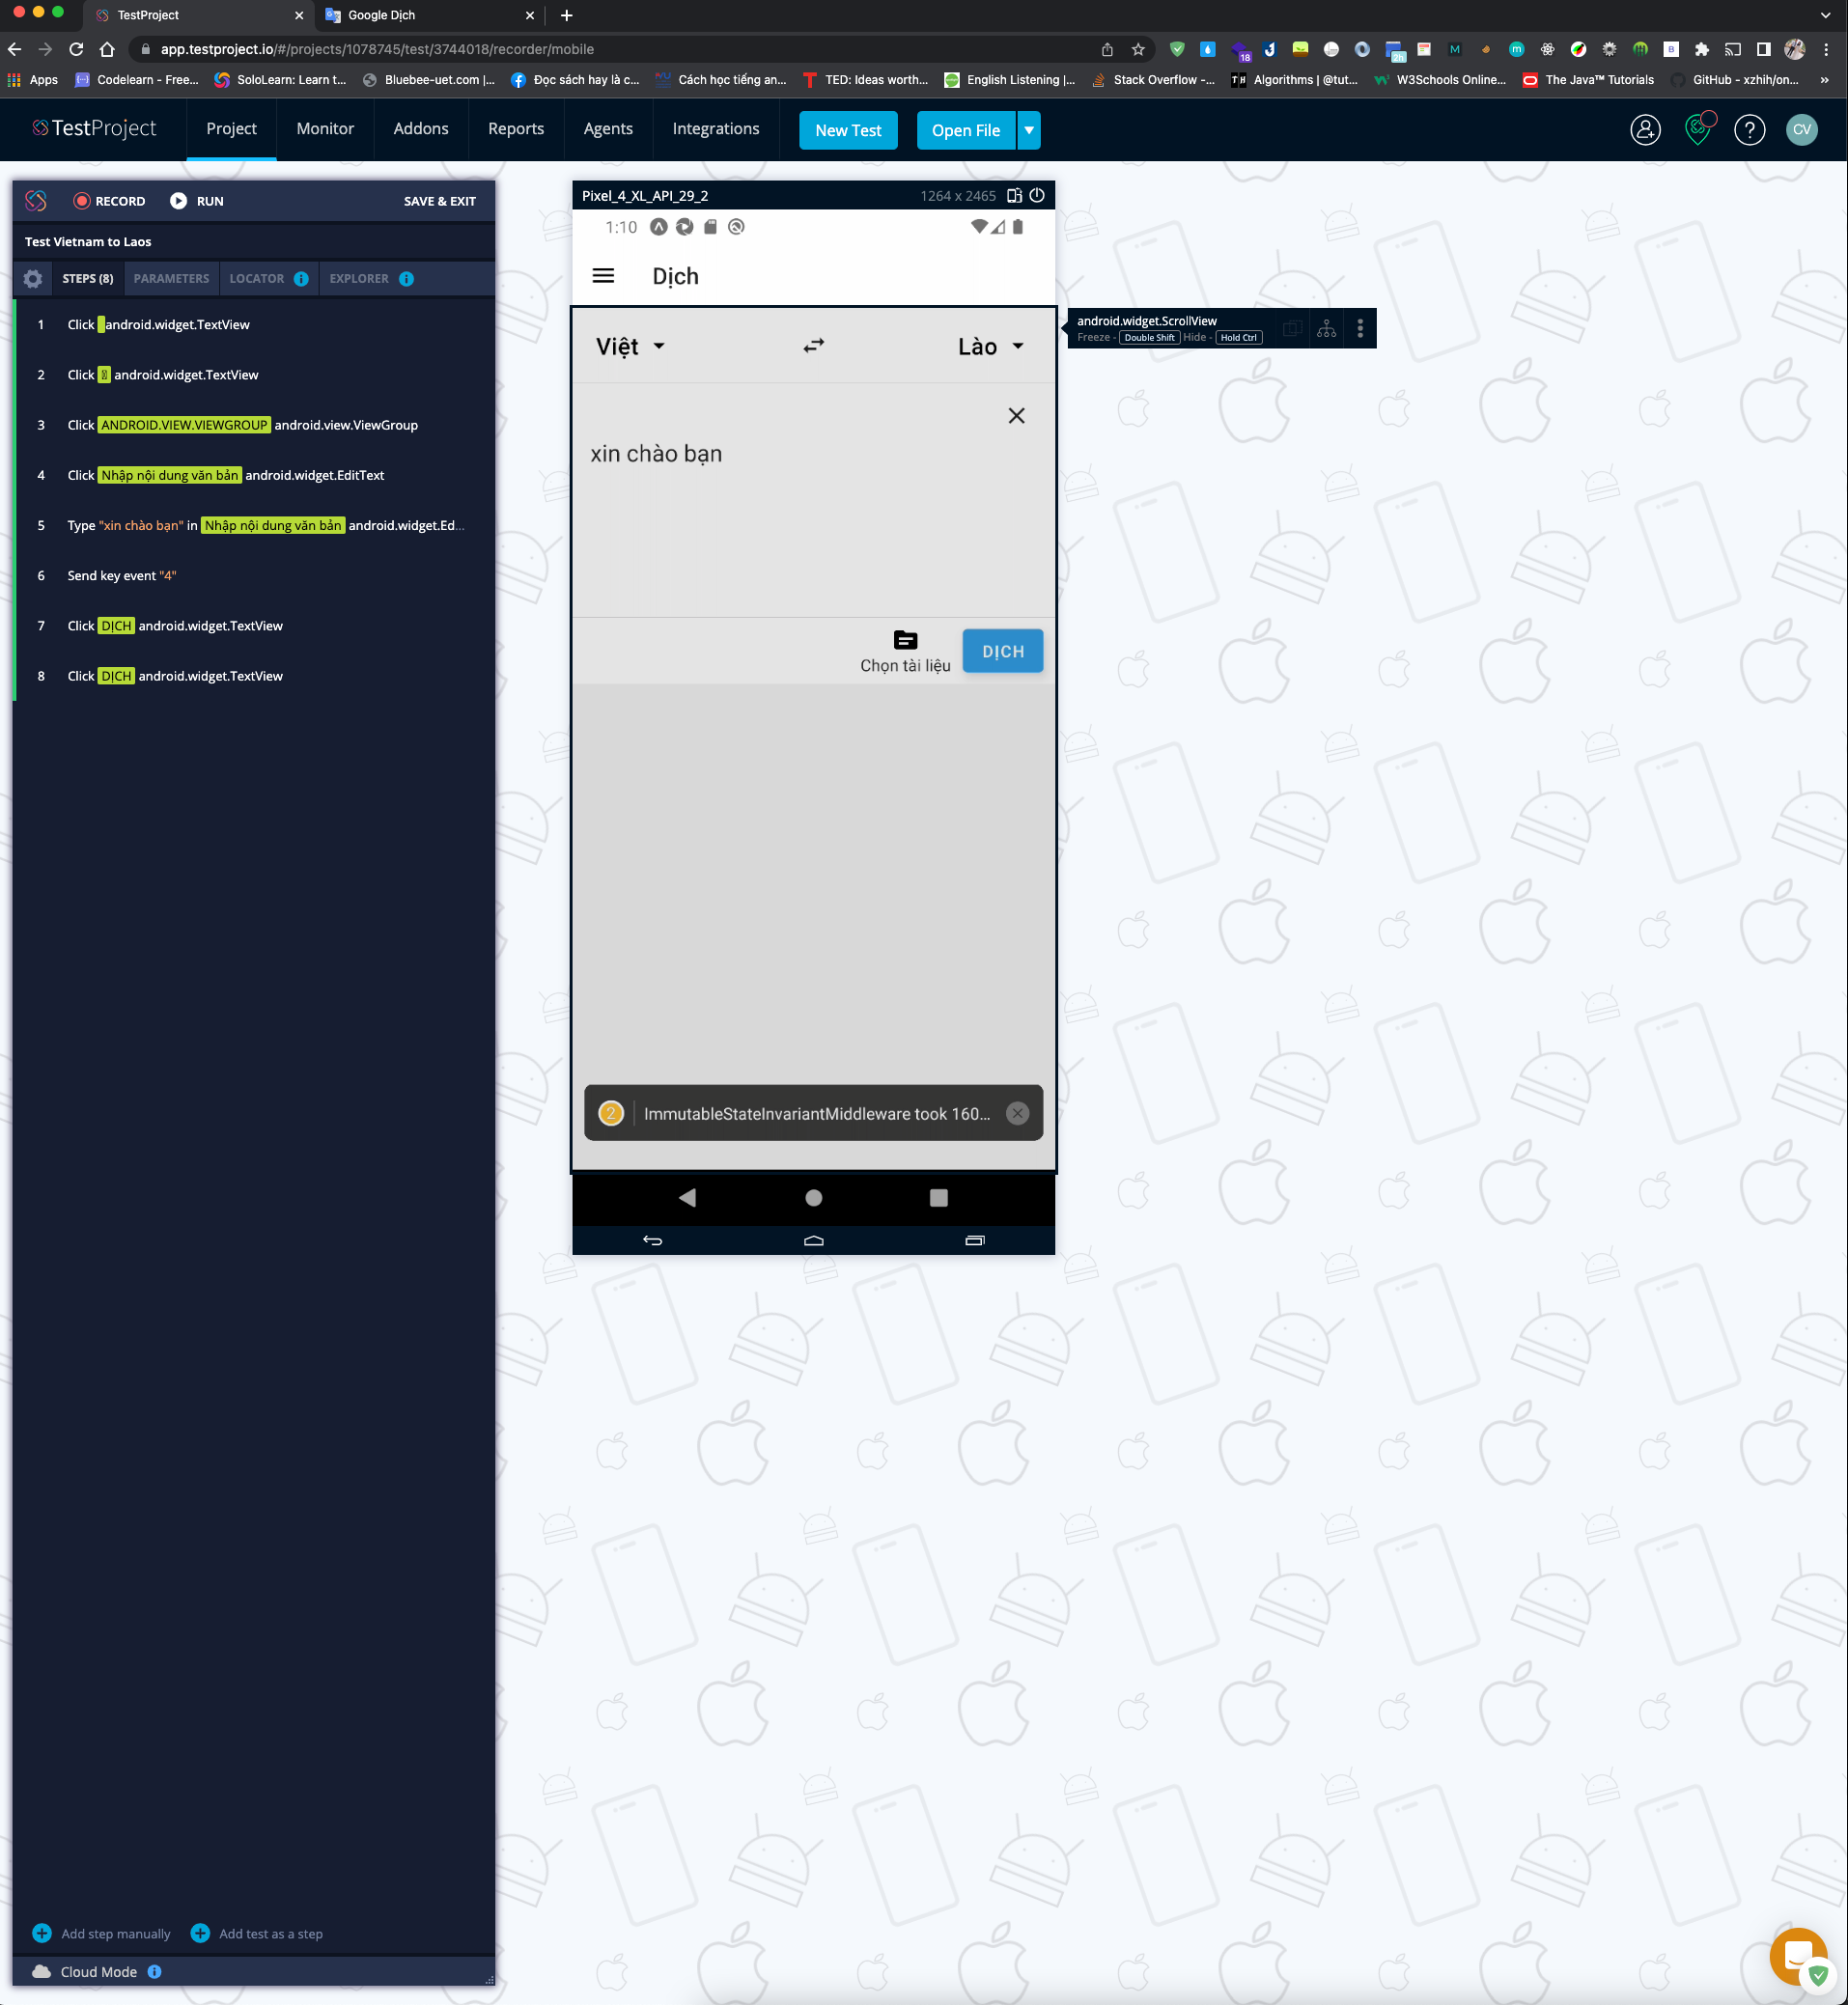 TestProject
Google Dịch
app.testproject.io/#/projects/1078745/test/3744018/recorder/mobile
18
M
2h
m
B
Apps
Codelearn - Free...
SoloLearn: Learn t...
Bluebee-uet.com |...
Đọc sách hay là c...
Cách học tiếng an...
TED: Ideas worth...
English Listening |...
Stack Overflow -...
Algorithms | @tut...
W3Schools Online...
The Java™ Tutorials
GitHub - xzhih/on...
»
TestProject
Project
Monitor
Addons
Reports
Agents
Integrations
New Test
Open File
?
CV
RECORD
RUN
SAVE & EXIT
Test Vietnam to Laos
STEPS (8)
PARAMETERS
LOCATOR i
EXPLORER i
1 Click android.widget.TextView
2 Click android.widget.TextView
3 Click ANDROID.VIEW.VIEWGROUP android.view.ViewGroup
4 Click Nhập nội dung văn bản android.widget.EditText
5 Type "xin chào bạn" in Nhập nội dung văn bản android.widget.Ed...
6 Send key event "4"
7 Click DỊCH android.widget.TextView
8 Click DỊCH android.widget.TextView
Add step manually
Add test as a step
Cloud Mode i
Pixel_4_XL_API_29_2
1264 x 2465
1:10
Dịch
Việt
Lào
xin chào bạn
Chọn tài liệu
DỊCH
2 ImmutableStateInvariantMiddleware took 160...
android.widget.ScrollView
Freeze - Double Shift Hide - Hold Ctrl